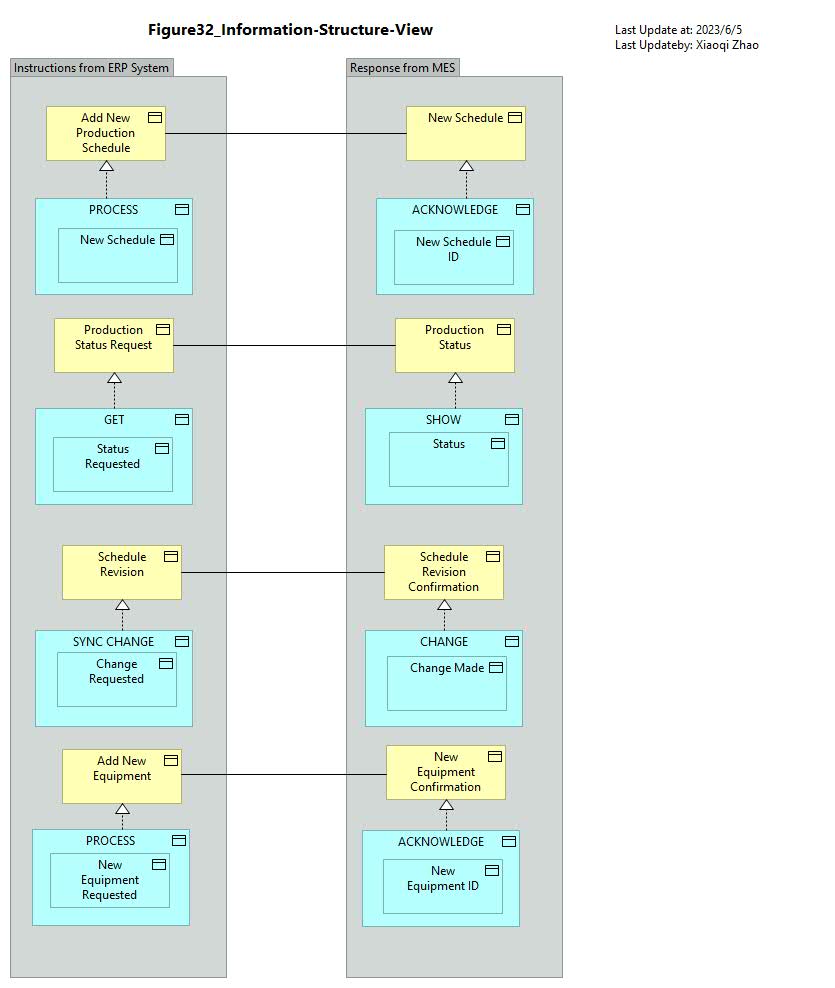 Figure32_Information-Structure-View
Last Update at: 2023/6/5
Last Updateby: Xiaoqi Zhao
Instructions from ERP System
Response from MES
Add New
Production
Schedule
New Schedule
PROCESS
New Schedule
ACKNOWLEDGE
New Schedule
ID
Production
Status Request
Production
Status
GET
Status
Requested
SHOW
Status
Schedule
Revision
Schedule
Revision
Confirmation
SYNC CHANGE
Change
Requested
CHANGE
Change Made
Add New
Equipment
New
Equipment
Confirmation
PROCESS
New
Equipment
Requested
ACKNOWLEDGE
New
Equipment ID